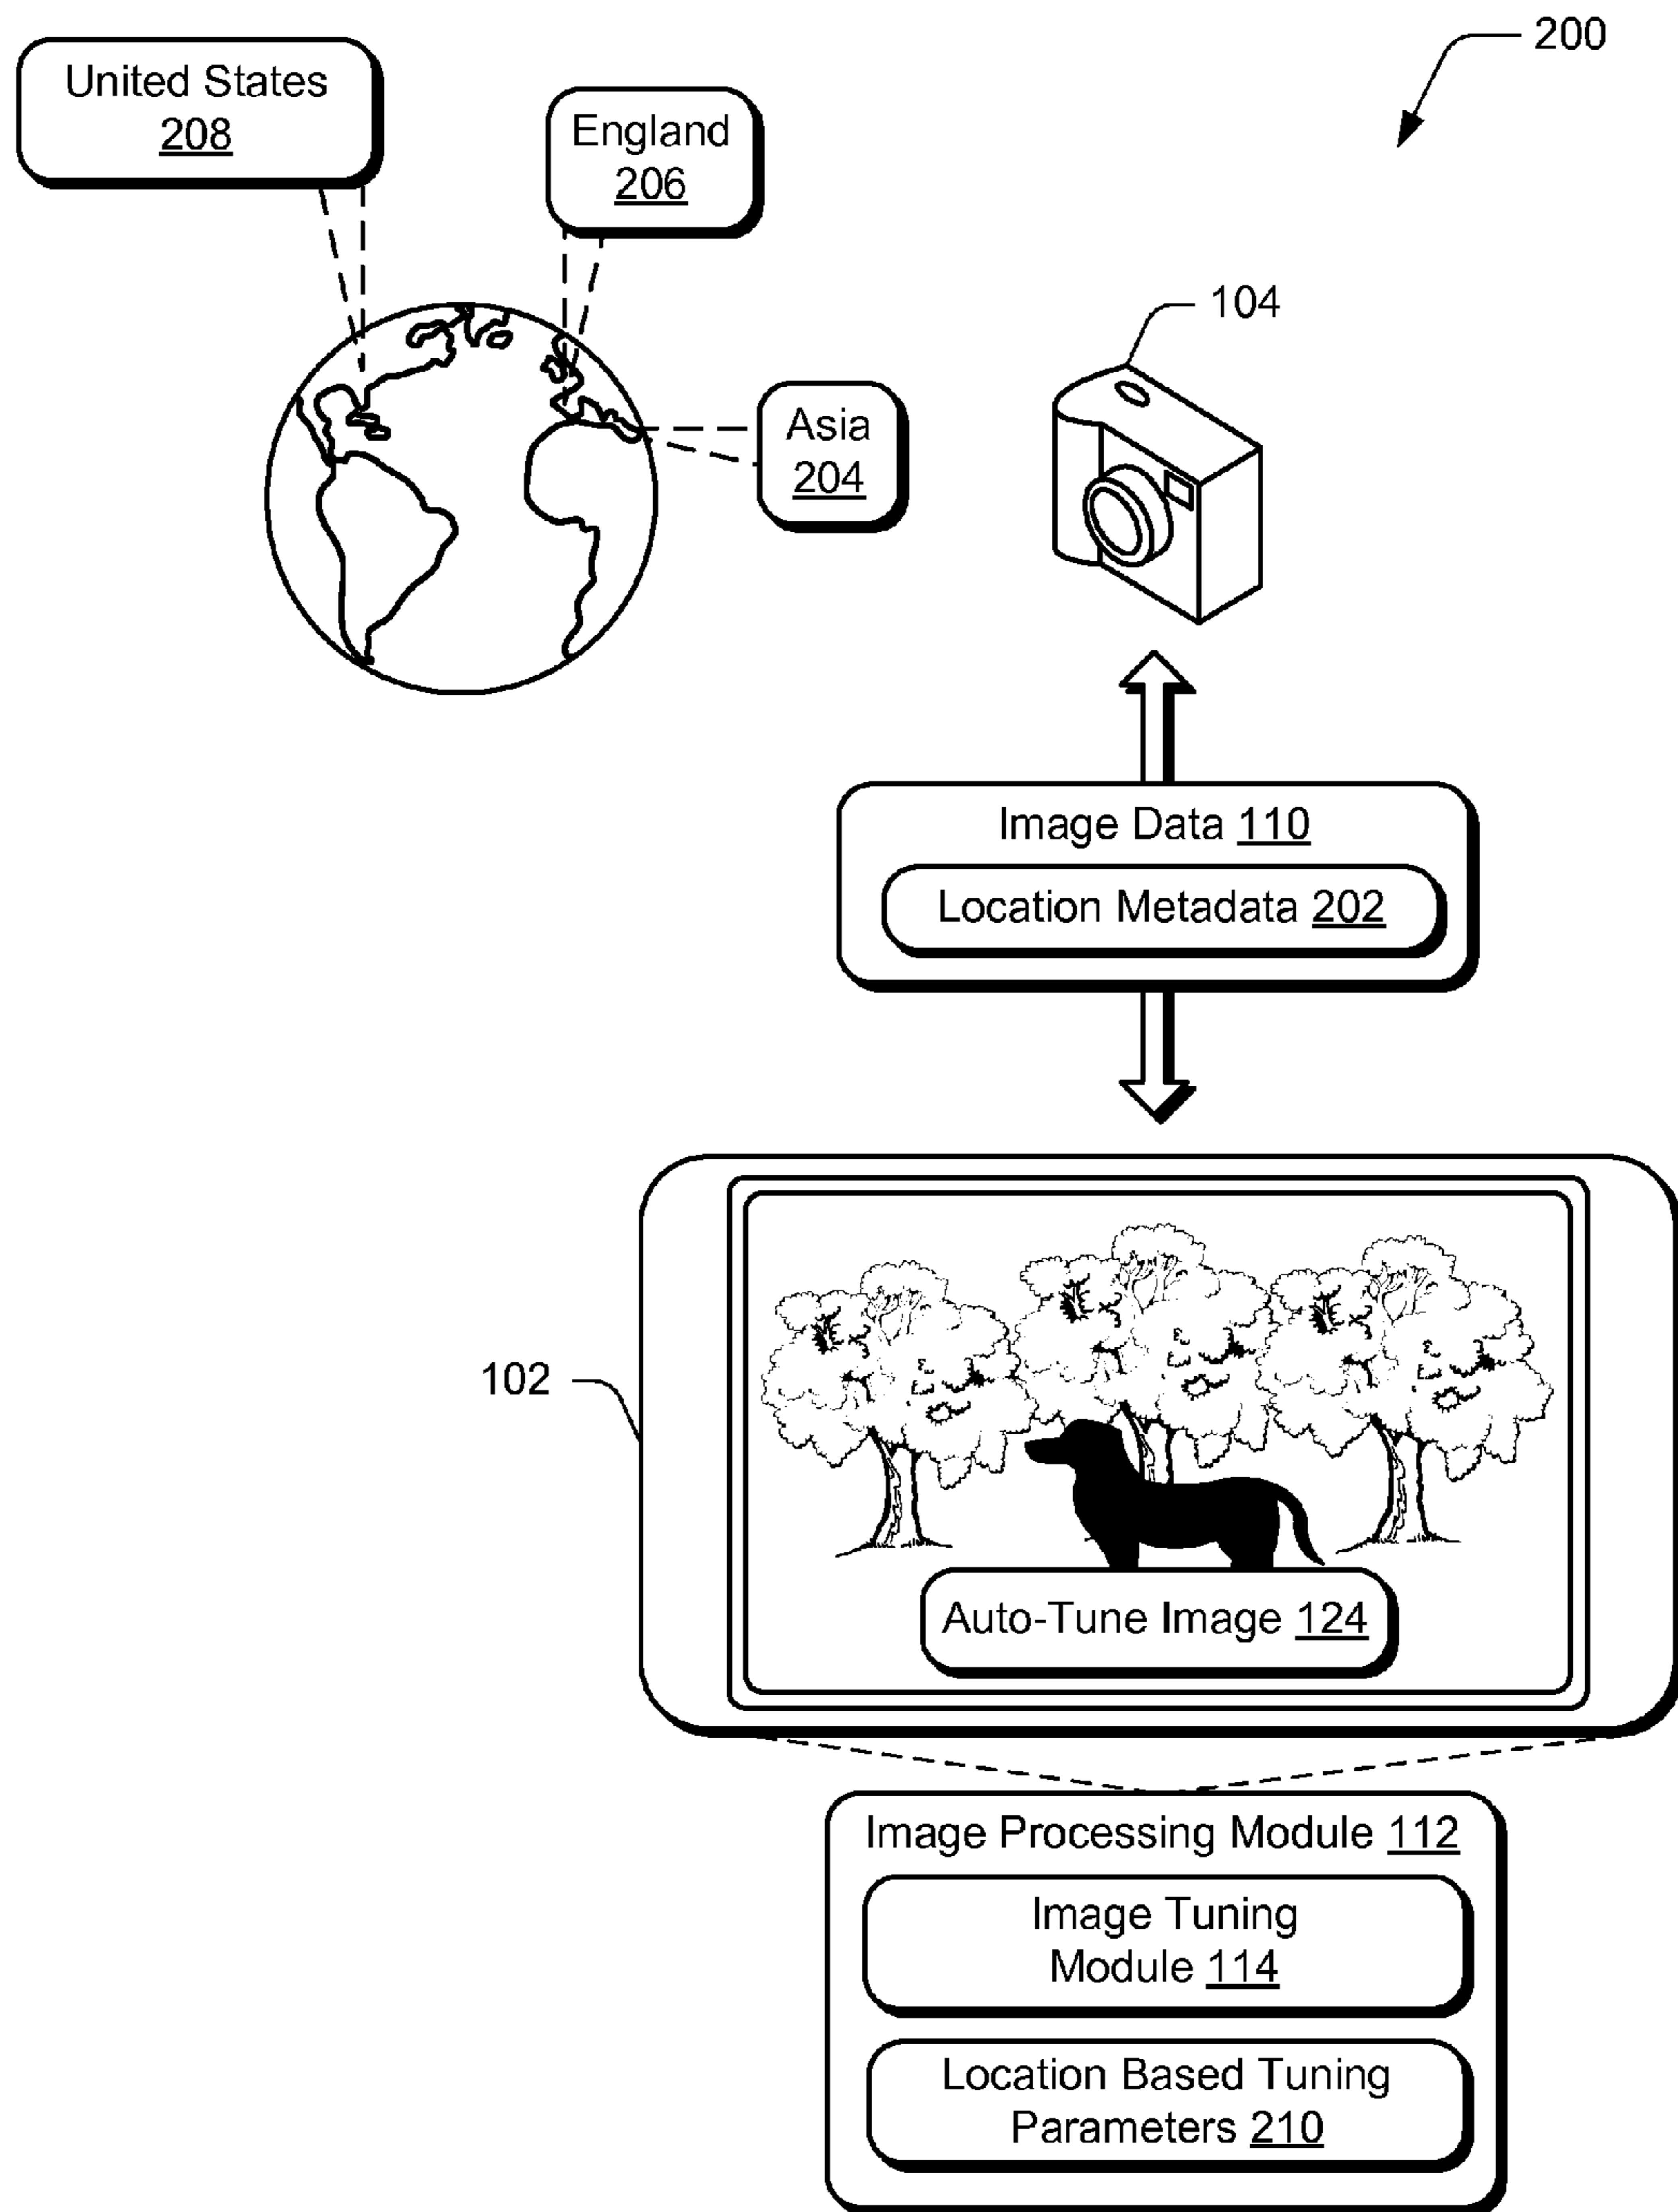 200
United States
208
England
206
104
Asia
204
Image Data 110
Location Metadata 202
102
Auto-Tune Image 124
Image Processing Module 112
Image Tuning
Module 114
Location Based Tuning
Parameters 210